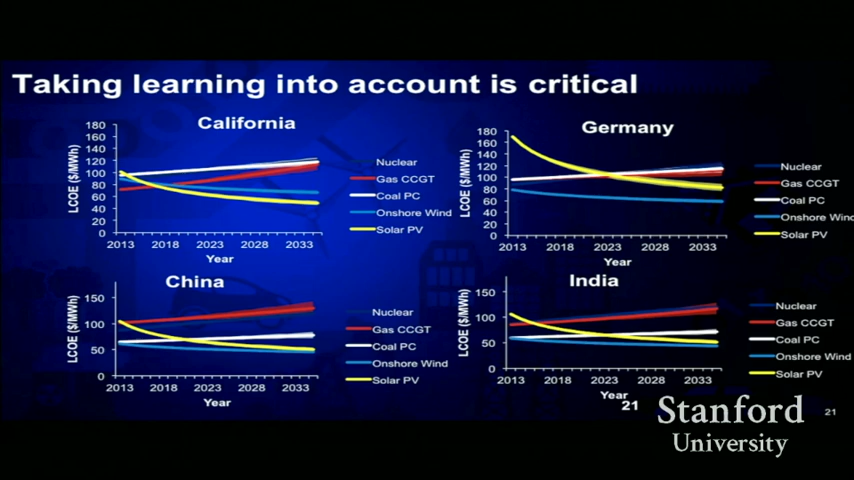 Taking learning into account is critical
California
LCOE ($/MWh)
180
160
140
120
100
80
60
40
20
0
2013 2018 2023 2028 2033
Year
Nuclear
Gas CCGT
Coal PC
Onshore Wind
Solar PV
Germany
LCOE ($/MWh)
180
160
140
120
100
80
60
40
20
0
2013 2018 2023 2028 2033
Year
Nuclear
Gas CCGT
Coal PC
Onshore Wind
Solar PV
China
LCOE ($/MWh)
150
100
50
0
2013 2018 2023 2028 2033
Year
Nuclear
Gas CCGT
Coal PC
Onshore Wind
Solar PV
India
LCOE ($/MWh)
150
100
50
0
2013 2018 2023 2028 2033
Year
Nuclear
Gas CCGT
Coal PC
Onshore Wind
Solar PV
21
Stanford
University
21